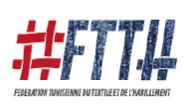 #FTTH
FEDERATION TUNISIENNE DU TEXTILE ET DE L'HABILLEMENT